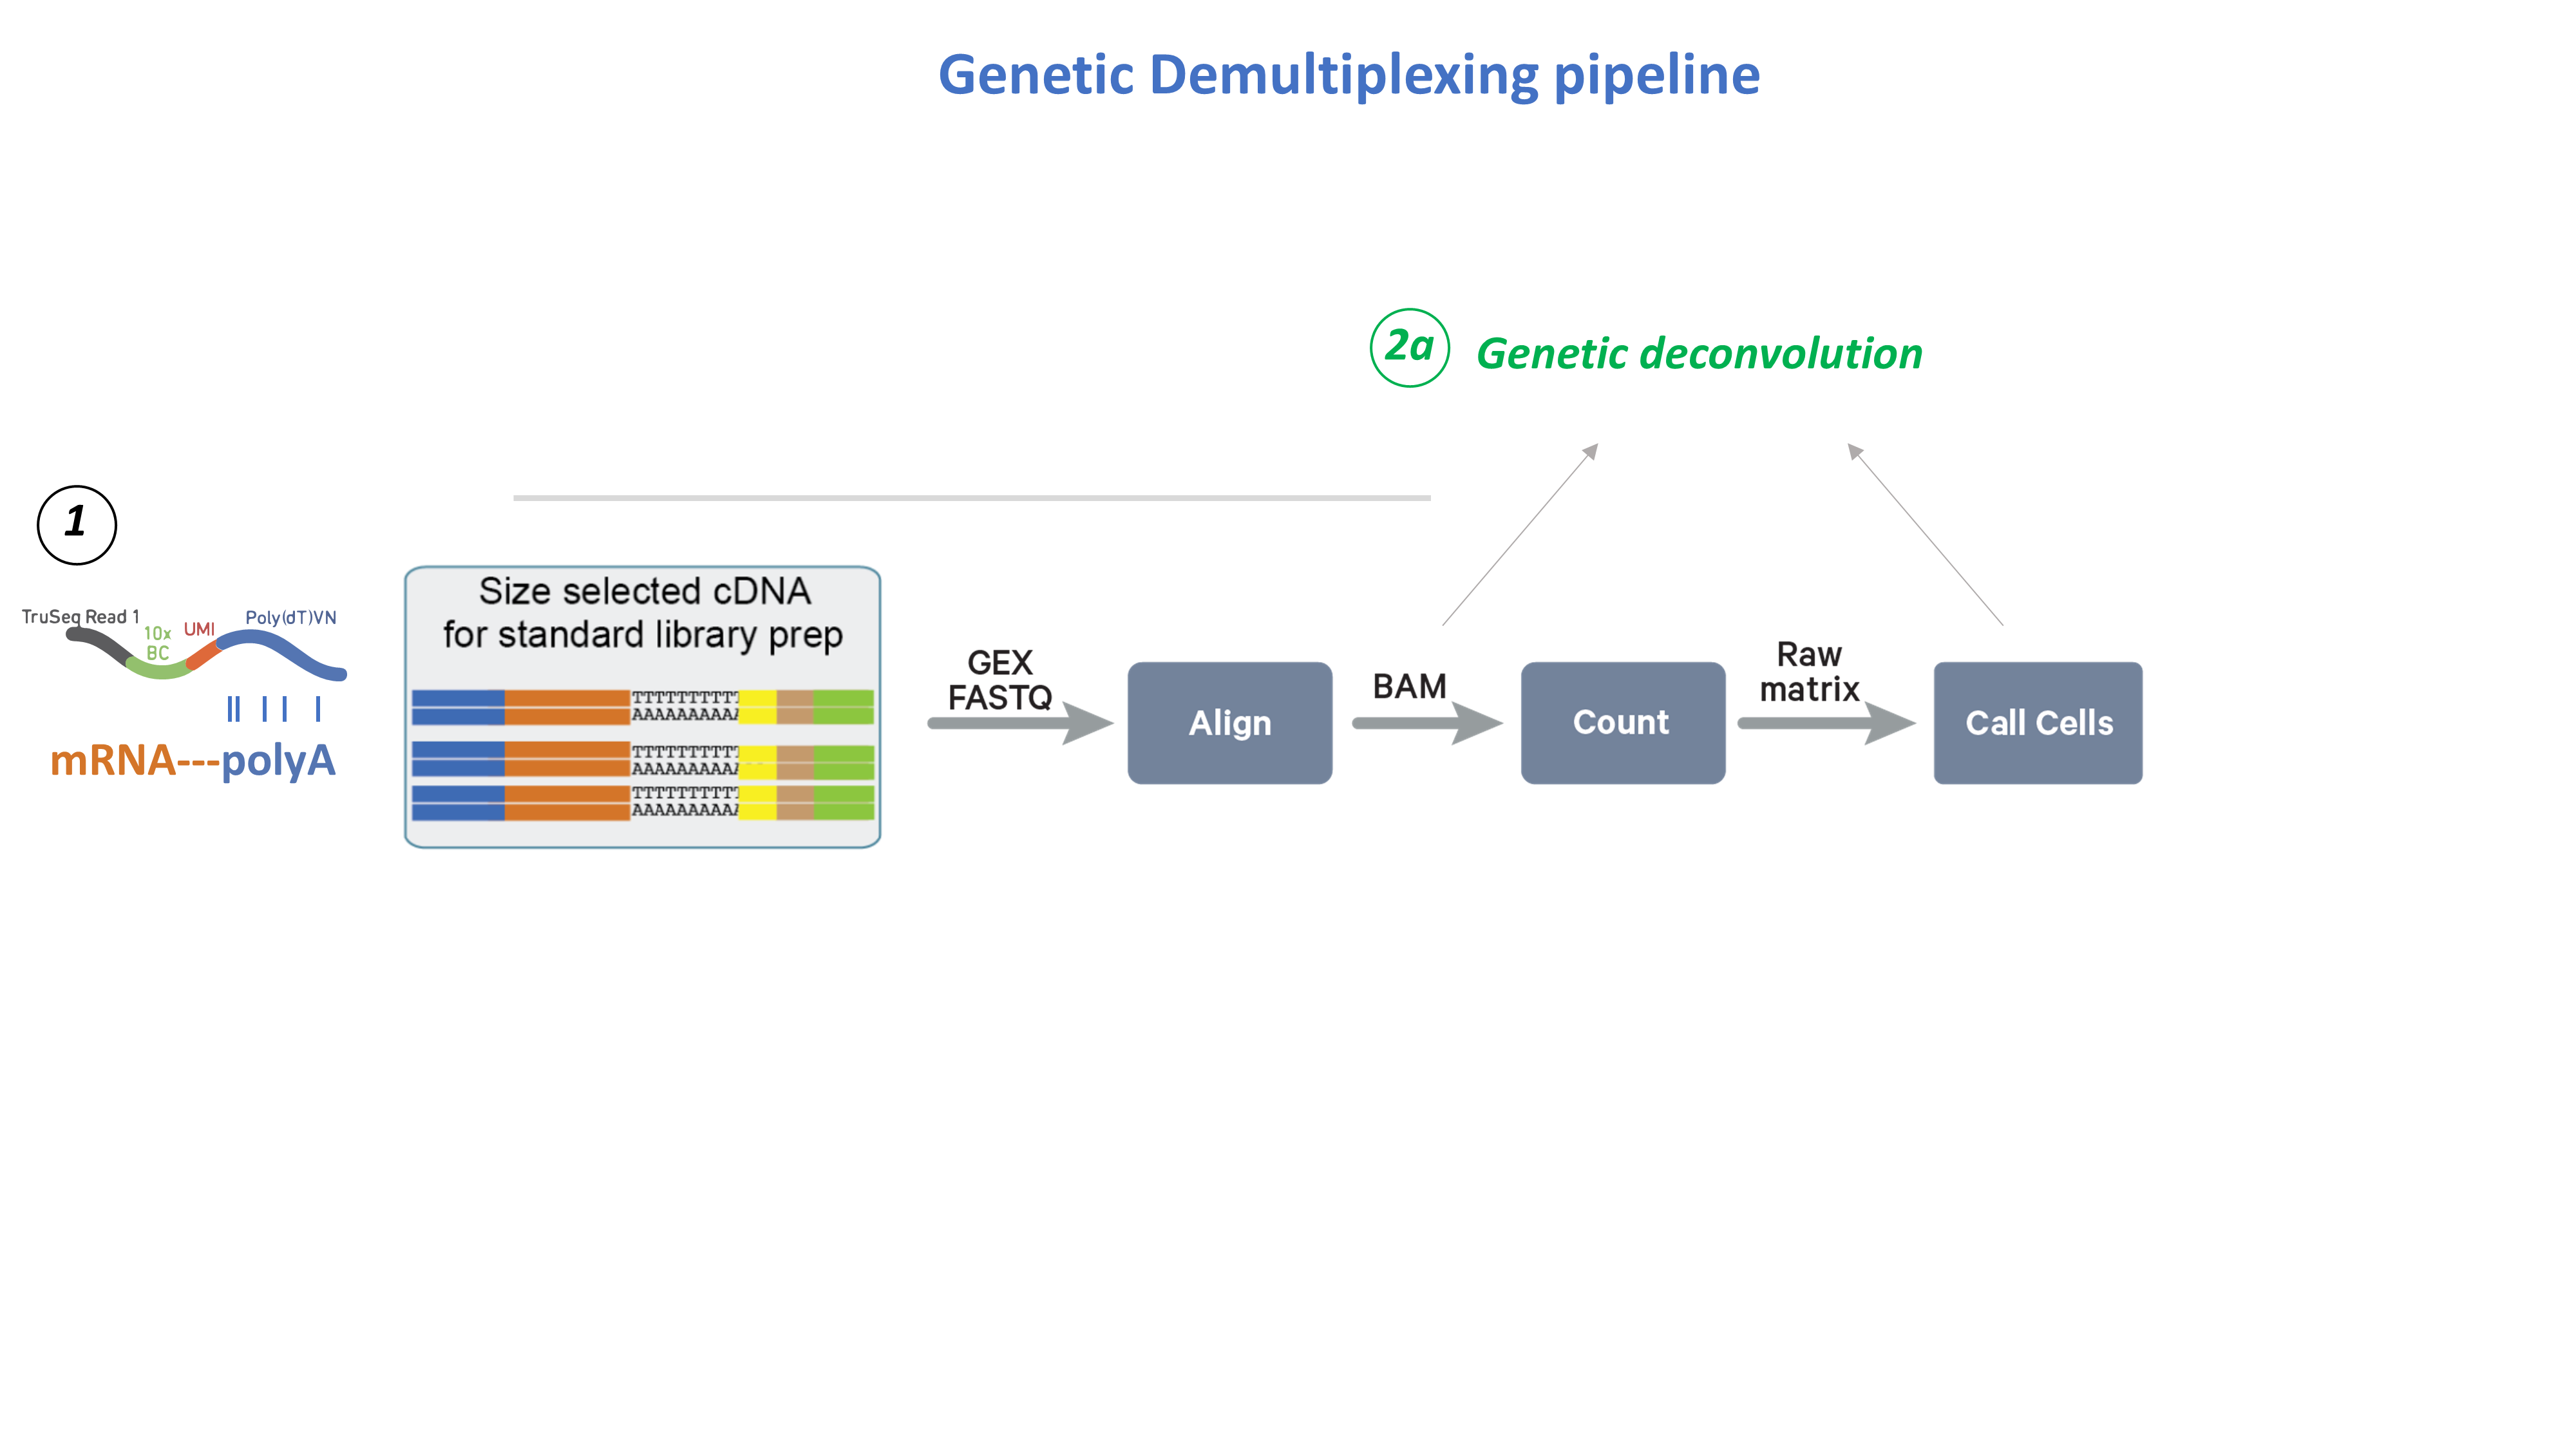 Genetic Demultiplexing pipeline
2a
Genetic deconvolution
1
TruSeq Read 1
10x
BC
UMI
Poly(dT)VN
mRNA---polyA
Size selected cDNA
for standard library prep
TTTTTTTTTT
AAAAAAAAAA
TTTTTTTTTT
AAAAAAAAAA
TTTTTTTTTT
AAAAAAAAAA
GEX
FASTQ
Align
BAM
Count
Raw
matrix
Call Cells